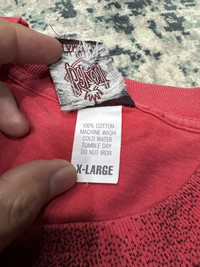 100% COTTON
MACHINE WASH
COLD WATER
TUMBLE DRY
DO NOT IRON
X-LARGE